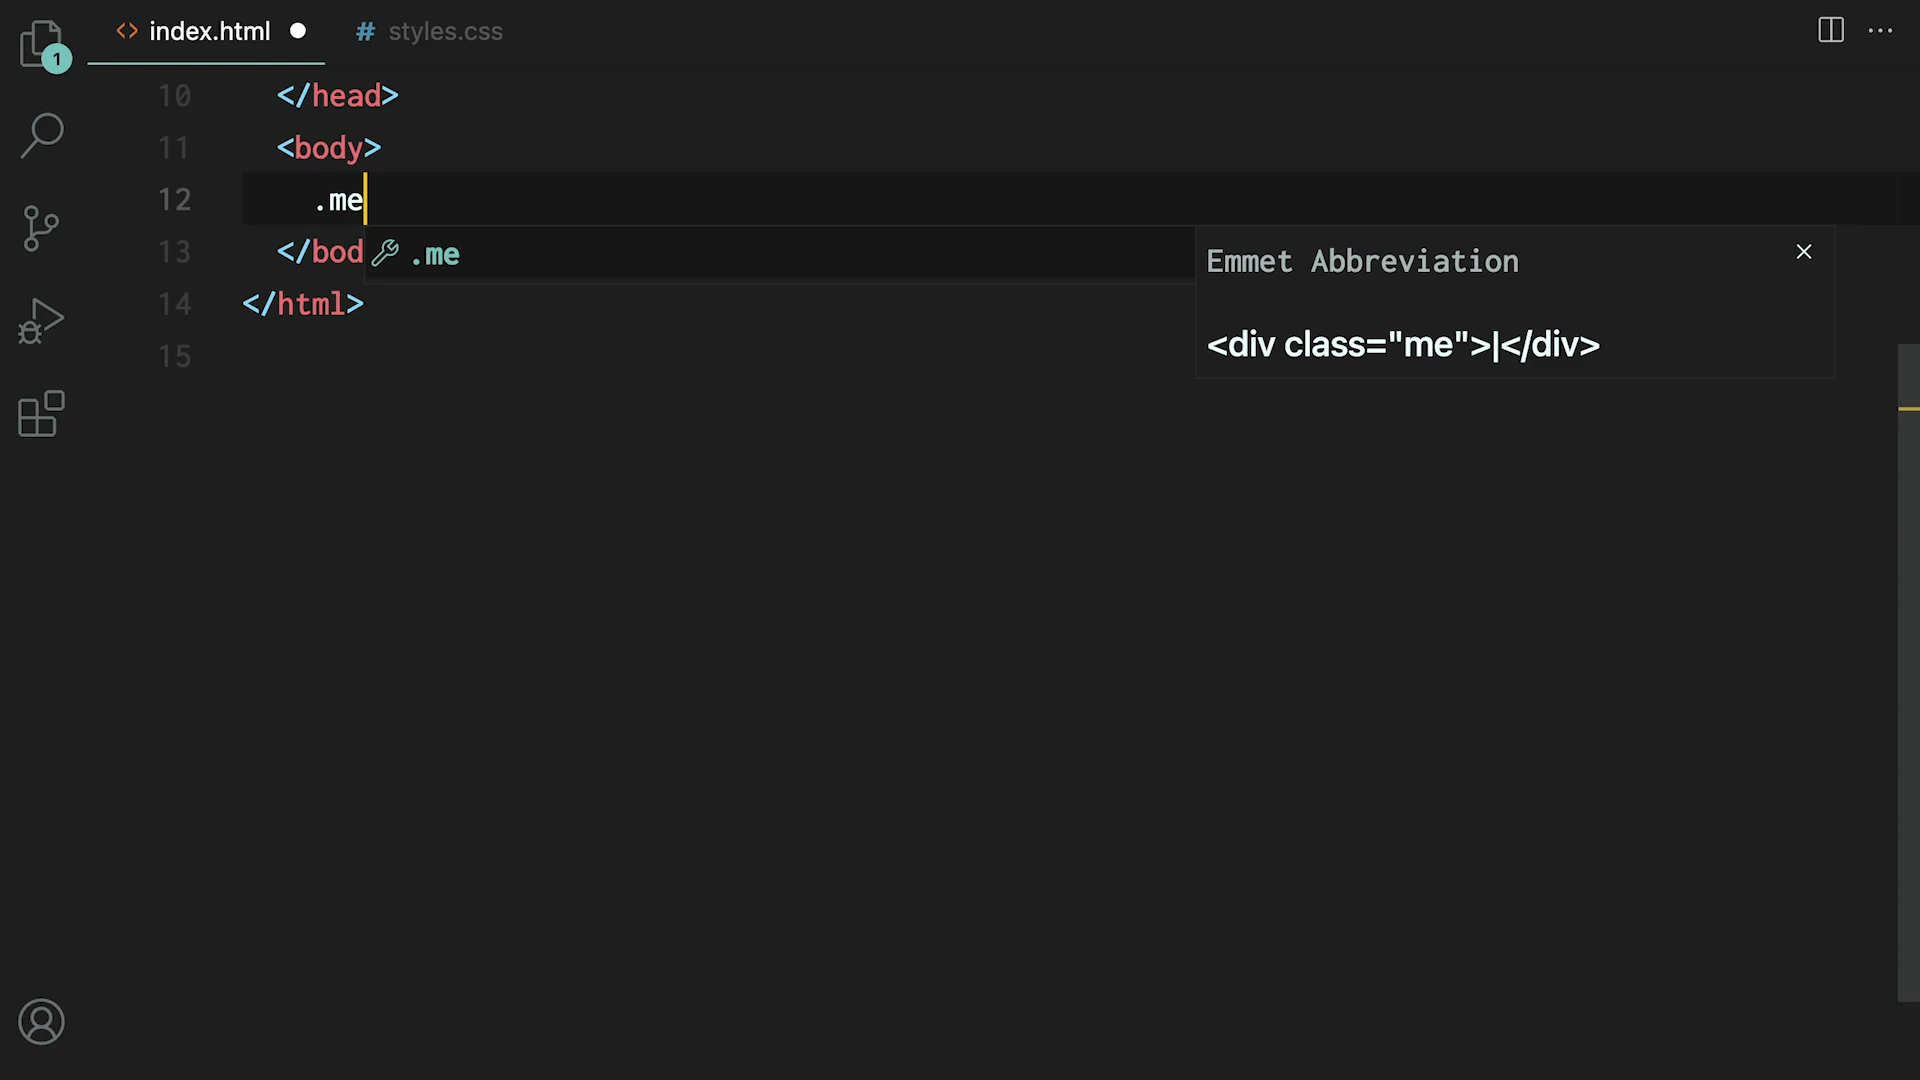 1
<> index.html
# styles.css
10 </head>
11 <body>
12 .me
13 </bod
.me
14 </html>
15
Emmet Abbreviation
<div class="me">|</div>